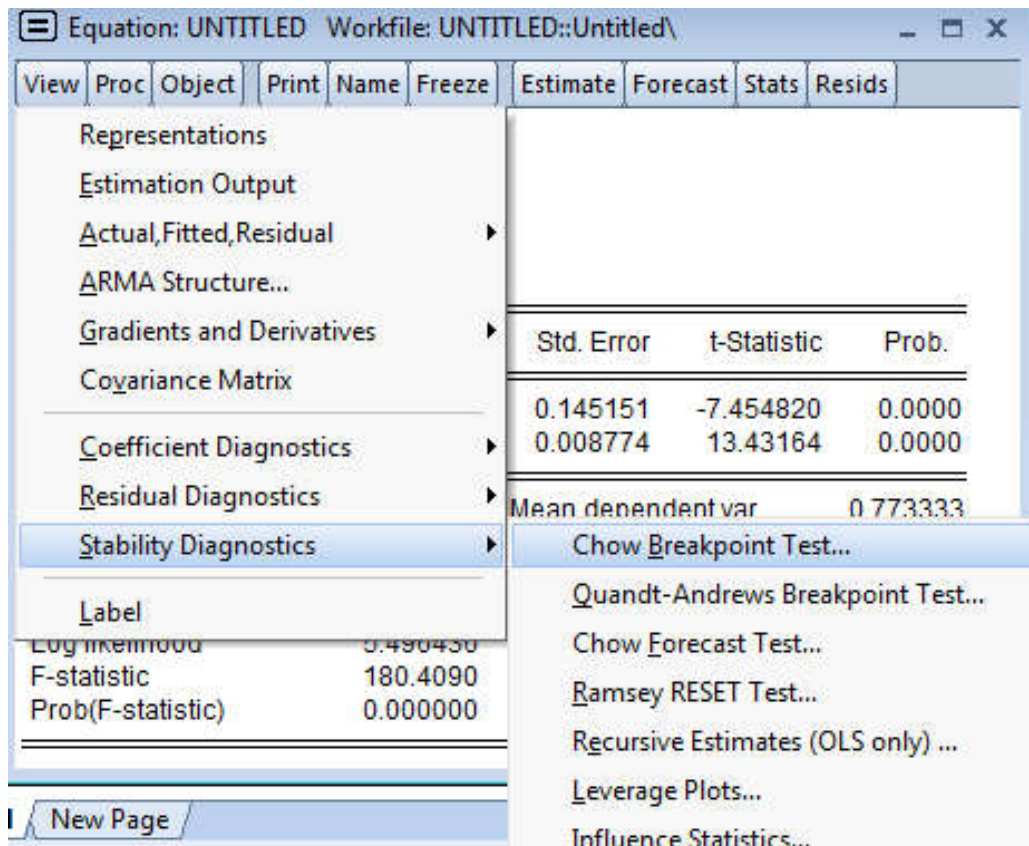 Equation: UNTITLED Workfile: UNTITLED::Untitled\
View Proc Object Print Name Freeze Estimate Forecast Stats Resids
Representations
Estimation Output
Actual,Fitted,Residual
ARMA Structure...
Gradients and Derivatives
Covariance Matrix
Coefficient Diagnostics
Residual Diagnostics
Stability Diagnostics
Label
Std. Error t-Statistic Prob.
0.145151 -7.454820 0.0000
0.008774 13.43164 0.0000
Mean dependent var 0.773333
Chow Breakpoint Test...
Quandt-Andrews Breakpoint Test...
Chow Forecast Test...
Ramsey RESET Test...
Recursive Estimates (OLS only) ...
Leverage Plots...
Influence Statistics...
Log likelihood 5.496430
F-statistic 180.4090
Prob(F-statistic) 0.000000
New Page